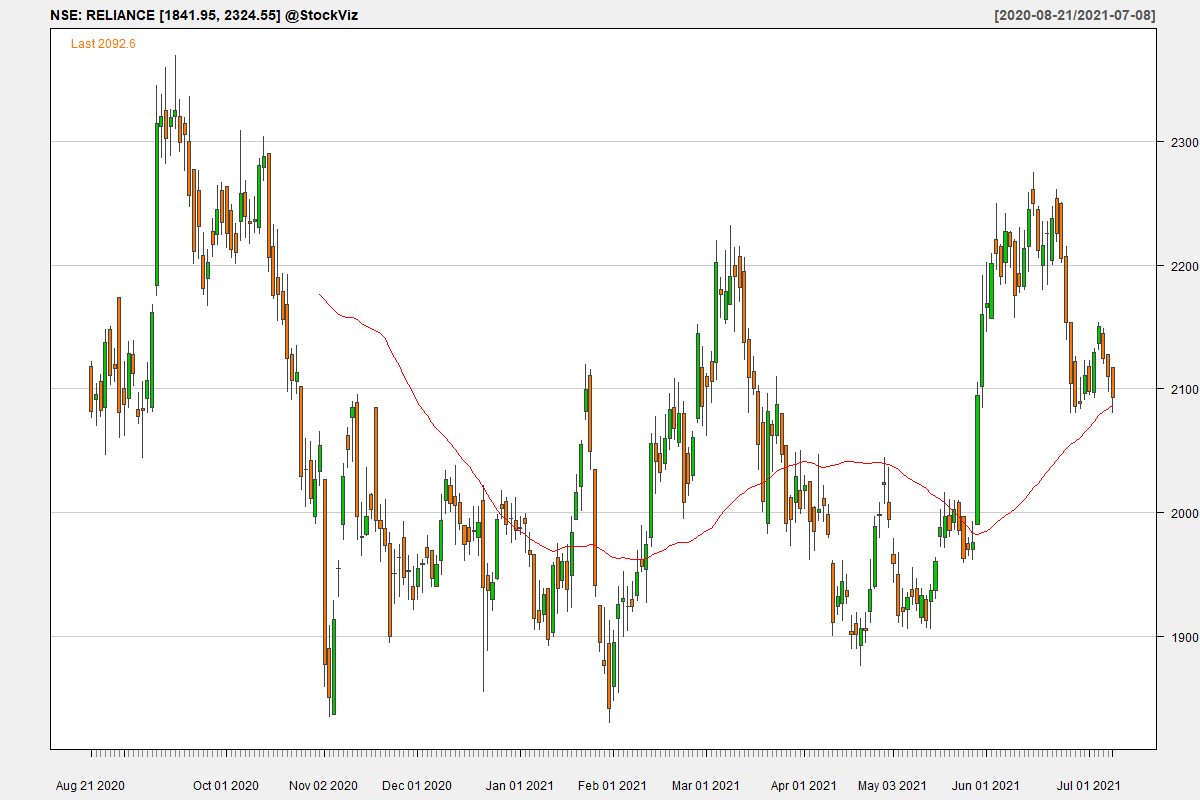 NSE: RELIANCE [1841.95, 2324.55] @StockViz
[2020-08-21/2021-07-08]
Last 2092.6
2300
2200
2100
2000
1900
Aug 21 2020
Oct 01 2020
Nov 02 2020
Dec 01 2020
Jan 01 2021
Feb 01 2021
Mar 01 2021
Apr 01 2021
May 03 2021
Jun 01 2021
Jul 01 2021